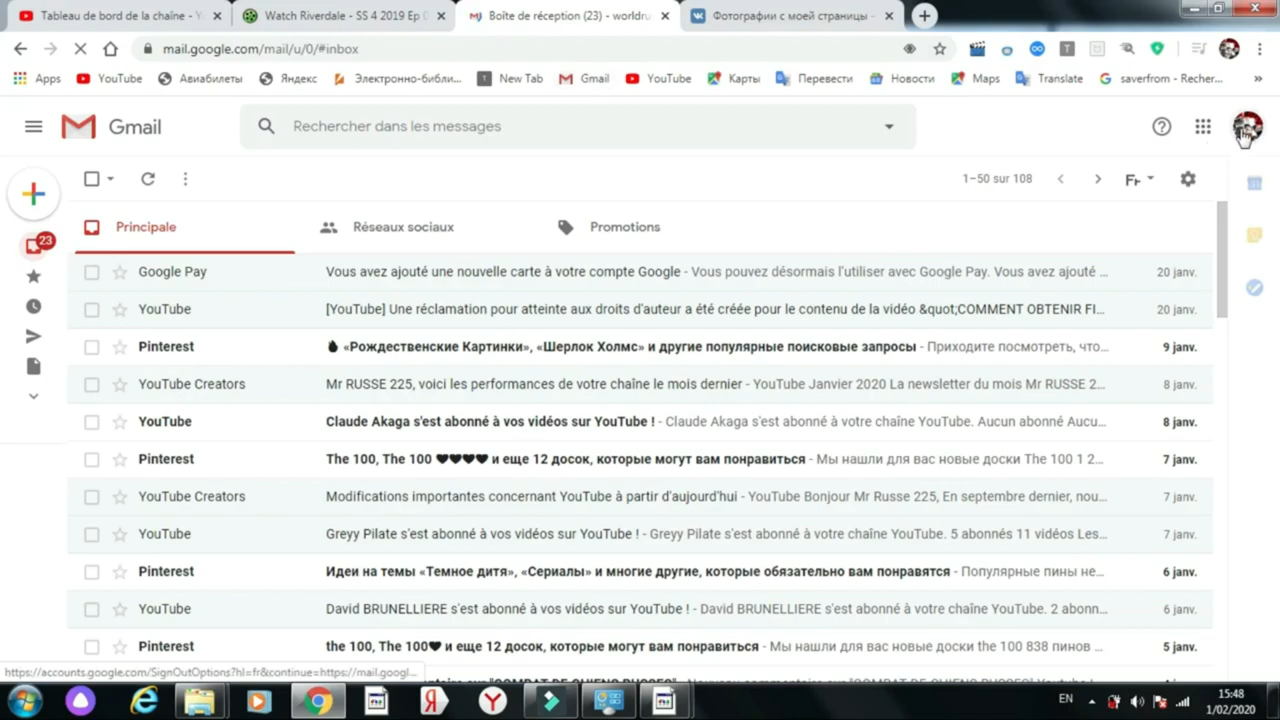 Tableau de bord de la chaîne - Y
Watch Riverdale - SS 4 2019 Ep
Boîte de réception (23) - worldru
Фотографии с моей страницы -
mail.google.com/mail/u/0/#inbox
Apps
YouTube
Авиабилеты
Яндекс
Электронно-библи...
New Tab
Gmail
YouTube
Карты
Перевести
Новости
Maps
Translate
saverfrom - Recher...
»
Gmail
Rechercher dans les messages
1–50 sur 108
Principale
Réseaux sociaux
Promotions
23
Google Pay Vous avez ajouté une nouvelle carte à votre compte Google - Vous pouvez désormais l'utiliser avec Google Pay. Vous avez ajouté ... 20 janv.
YouTube [YouTube] Une réclamation pour atteinte aux droits d'auteur a été créée pour le contenu de la vidéo &quot;COMMENT OBTENIR FI... 20 janv.
Pinterest «Рождественские Картинки», «Шерлок Холмс» и другие популярные поисковые запросы - Приходите посмотреть, что... 9 janv.
YouTube Creators Mr RUSSE 225, voici les performances de votre chaîne le mois dernier - YouTube Janvier 2020 La newsletter du mois Mr RUSSE 2... 8 janv.
YouTube Claude Akaga s'est abonné à vos vidéos sur YouTube ! - Claude Akaga s'est abonné à votre chaîne YouTube. Aucun abonné Aucu... 8 janv.
Pinterest The 100, The 100 ♥♥♥♥ и еще 12 досок, которые могут вам понравиться - Мы нашли для вас новые доски The 100 1 2... 7 janv.
YouTube Creators Modifications importantes concernant YouTube à partir d'aujourd'hui - YouTube Bonjour Mr Russe 225, En septembre dernier, nou... 7 janv.
YouTube Greyy Pilate s'est abonné à vos vidéos sur YouTube ! - Greyy Pilate s'est abonné à votre chaîne YouTube. 5 abonnés 11 vidéos Les... 7 janv.
Pinterest Идеи на темы «Темное дитя», «Сериалы» и многие другие, которые обязательно вам понравятся - Популярные пины не... 6 janv.
YouTube David BRUNELLIERE s'est abonné à vos vidéos sur YouTube ! - David BRUNELLIERE s'est abonné à votre chaîne YouTube. 2 abonn... 6 janv.
Pinterest the 100, The 100♥ и еще 12 досок, которые могут вам понравиться - Мы нашли для вас новые доски the 100 838 пинов ... 5 janv.
https://accounts.google.com/SignOutOptions?hl=fr&continue=https://mail.googl...
EN
15:48
1/02/2020